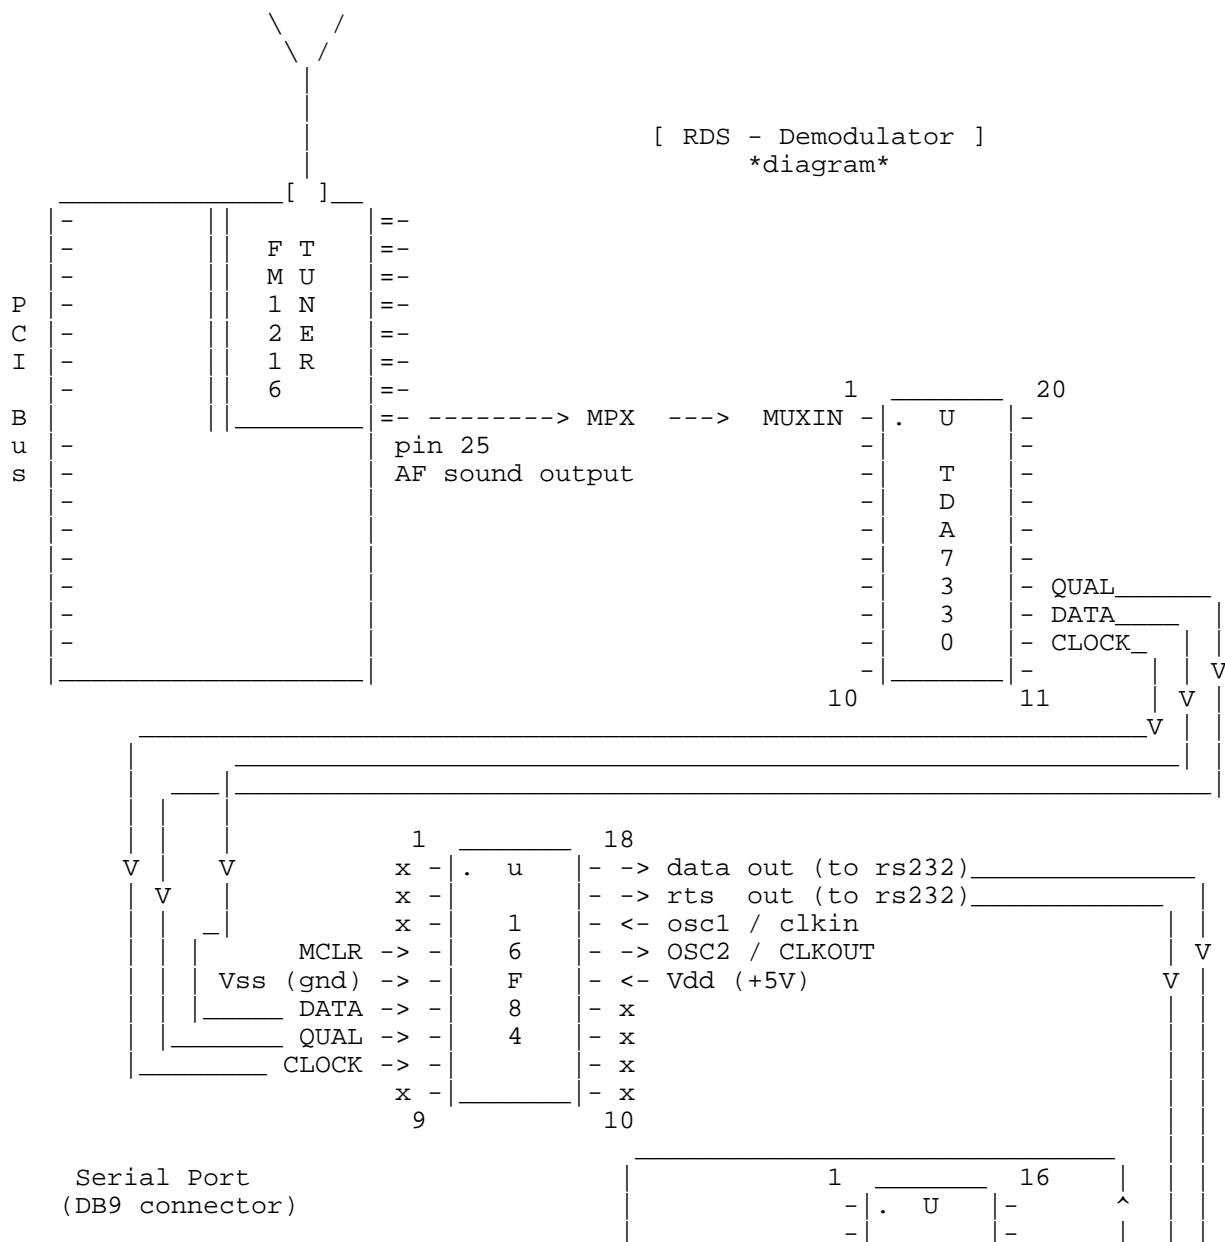 [ RDS - Demodulator ]
*diagram*
F T =-
M U =-
P 1 N =-
C 2 E =-
I 1 R =-
6 =- 1 20
B =- --------> MPX ---> MUXIN -|. U |-
u pin 25
s AF sound output T
D
A
7
3 |- QUAL
3 |- DATA
0 |- CLOCK_
V
10 11 V
V
1 18
V V x -|. u |- -> data out (to rs232)
V x -| |- -> rts out (to rs232)
x -| 1 |- <- osc1 / clkin
MCLR -> -| 6 |- -> OSC2 / CLKOUT V
Vss (gnd) -> -| F |- <- Vdd (+5V) V
DATA -> -| 8 |- x
QUAL -> -| 4 |- x
CLOCK -> -| |- x
x -| |- x
9 10
Serial Port 1 16
(DB9 connector) -|. U |- ^